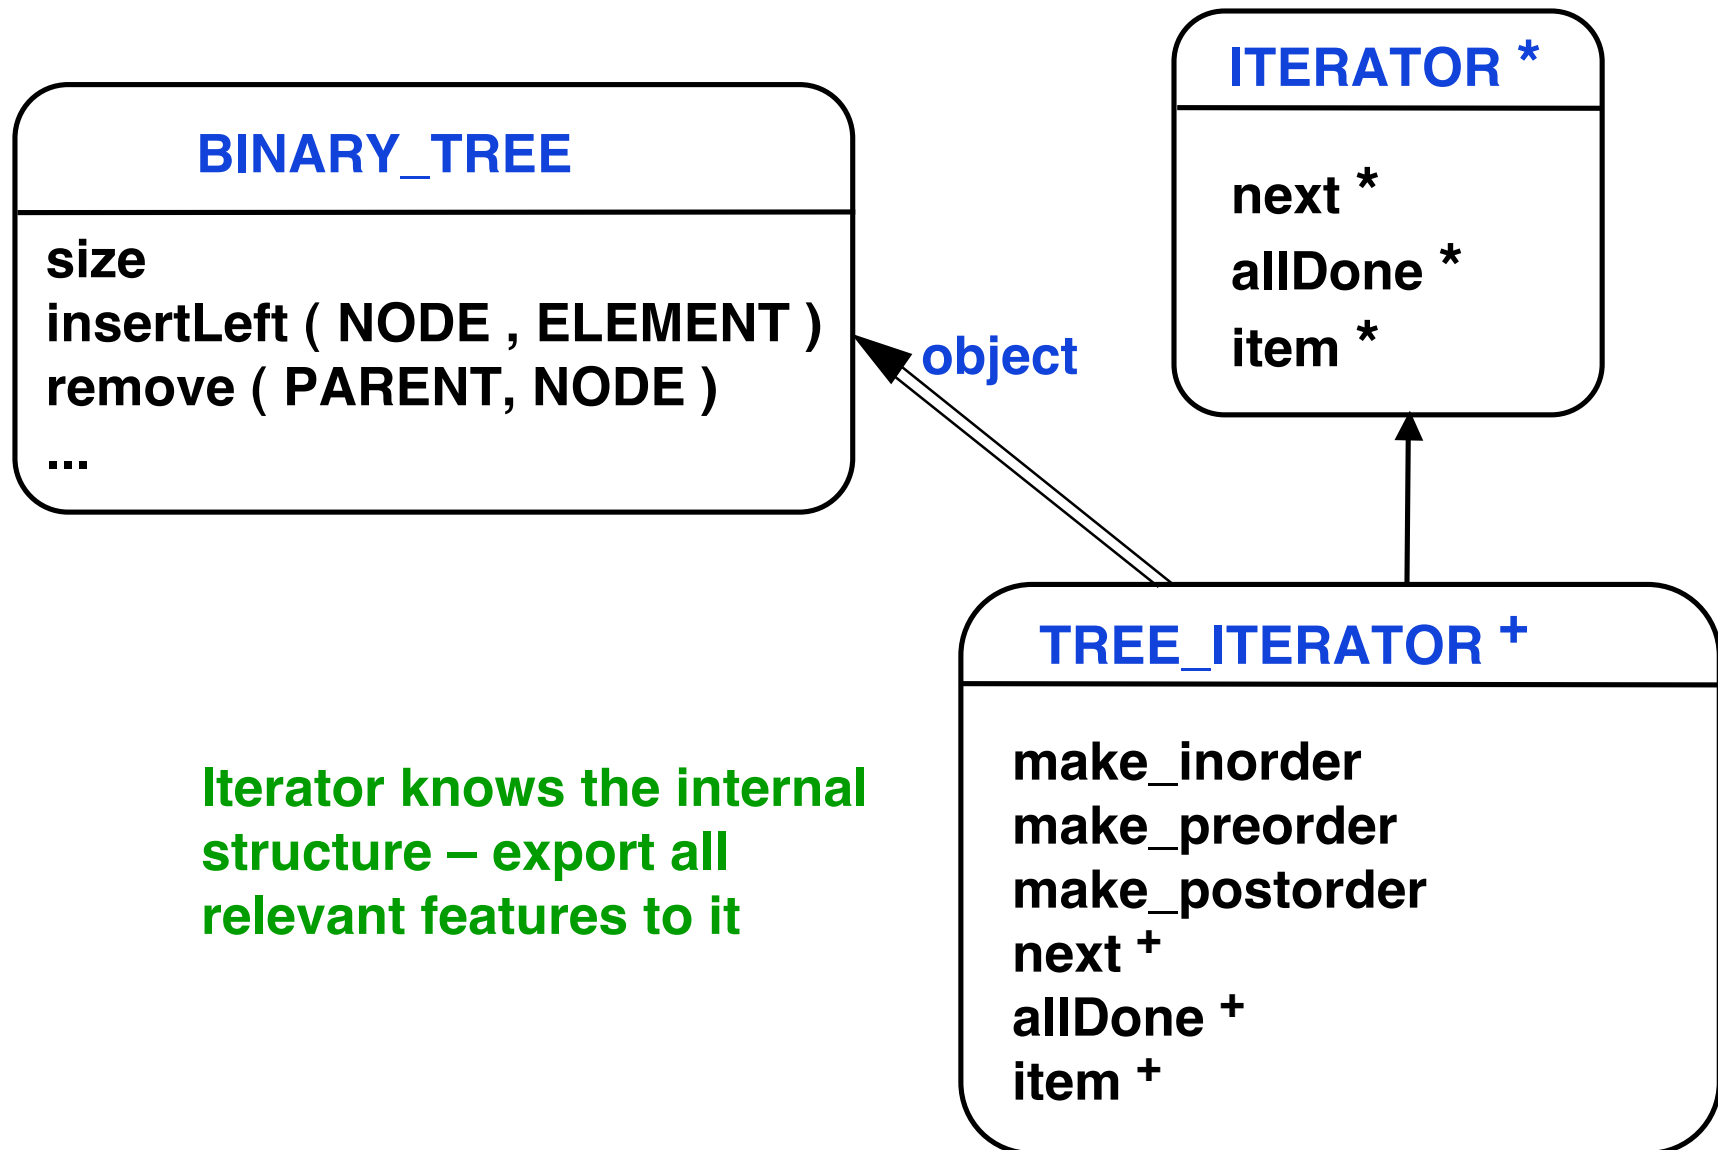 BINARY_TREE
size
insertLeft ( NODE , ELEMENT )
remove ( PARENT, NODE )
...
object
ITERATOR *
next *
allDone *
item *
TREE_ITERATOR +
make_inorder
make_preorder
make_postorder
next +
allDone +
item +
Iterator knows the internal
structure – export all
relevant features to it